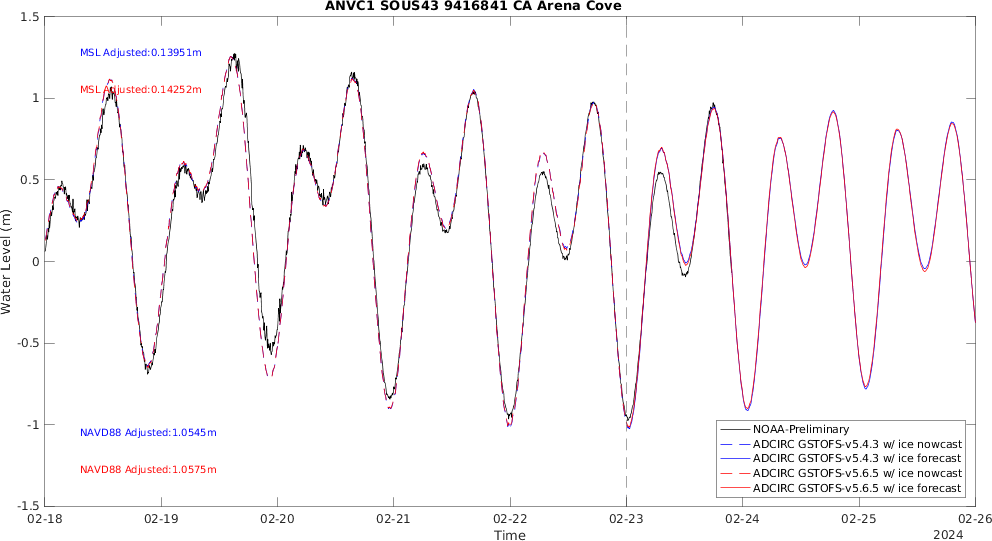 ANVC1 SOUS43 9416841 CA Arena Cove
1.5
1
0.5
0
-0.5
-1
-1.5
Water Level (m)
MSL Adjusted:0.13951m
MSL Adjusted:0.14252m
NAVD88 Adjusted:1.0545m
NAVD88 Adjusted:1.0575m
NOAA-Preliminary
ADCIRC GSTOFS-v5.4.3 w/ ice nowcast
ADCIRC GSTOFS-v5.4.3 w/ ice forecast
ADCIRC GSTOFS-v5.6.5 w/ ice nowcast
ADCIRC GSTOFS-v5.6.5 w/ ice forecast
02-18 02-19 02-20 02-21 02-22 02-23 02-24 02-25 02-26
Time
2024